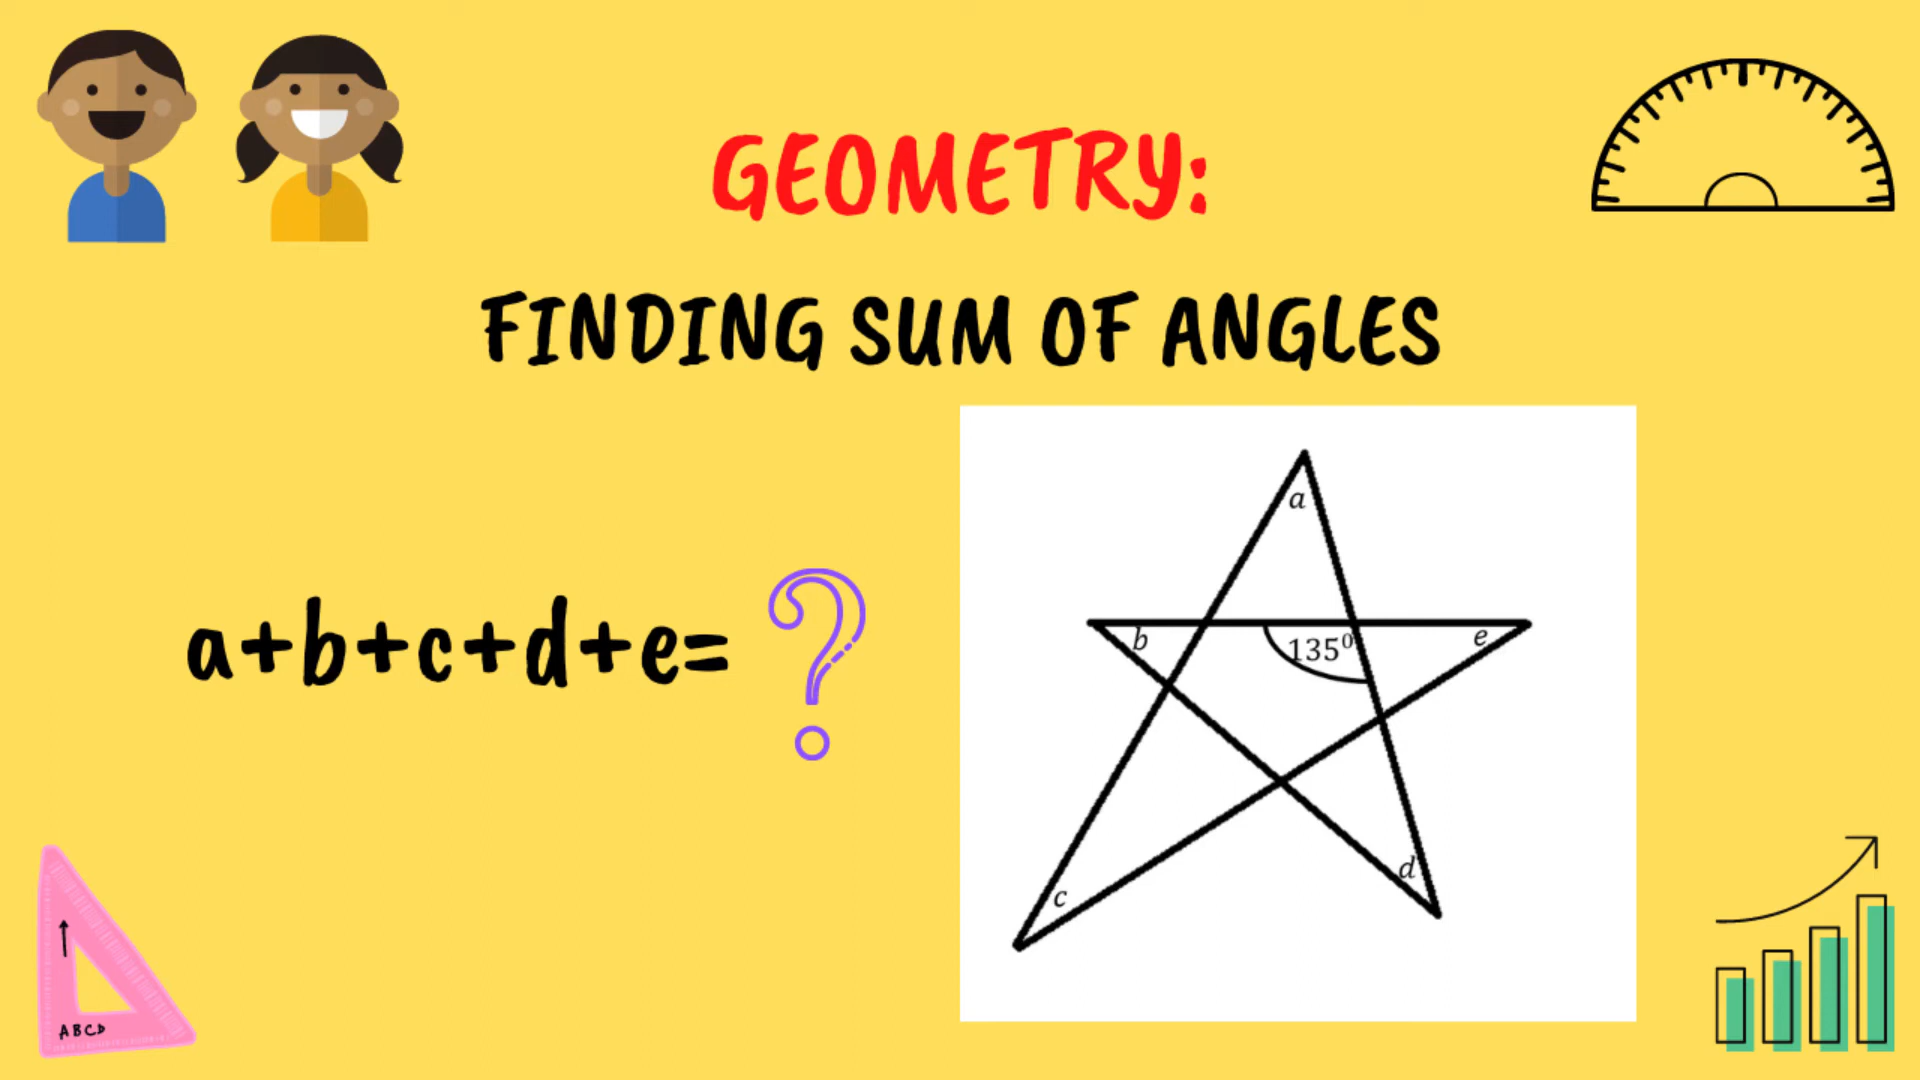 GEOMETRY:
FINDING SUM OF ANGLES
a+b+c+d+e=?
a
b
135⁰
e
d
c
ABCD